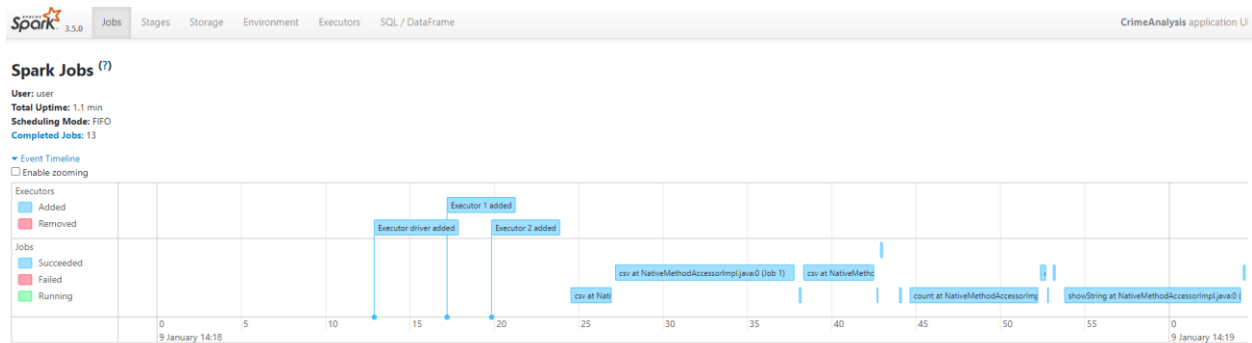 APACHE
Spark 3.5.0 Jobs Stages Storage Environment Executors SQL / DataFrame CrimeAnalysis application UI
Spark Jobs (?)
User: user
Total Uptime: 1.1 min
Scheduling Mode: FIFO
Completed Jobs: 13
Event Timeline
Enable zooming
Executors
Added
Removed
Executor 1 added
Executor driver added Executor 2 added
Jobs
Succeeded
Failed
Running
csv at NativeMethodAccessorImpl.java:0 (Job 1) csv at NativeMethc
csv at Nati count at NativeMethodAccessorImp showString at NativeMethodAccessorImpl.java:0 (
0 5 10 15 20 25 30 35 40 45 50 55 0
9 January 14:18 9 January 14:19